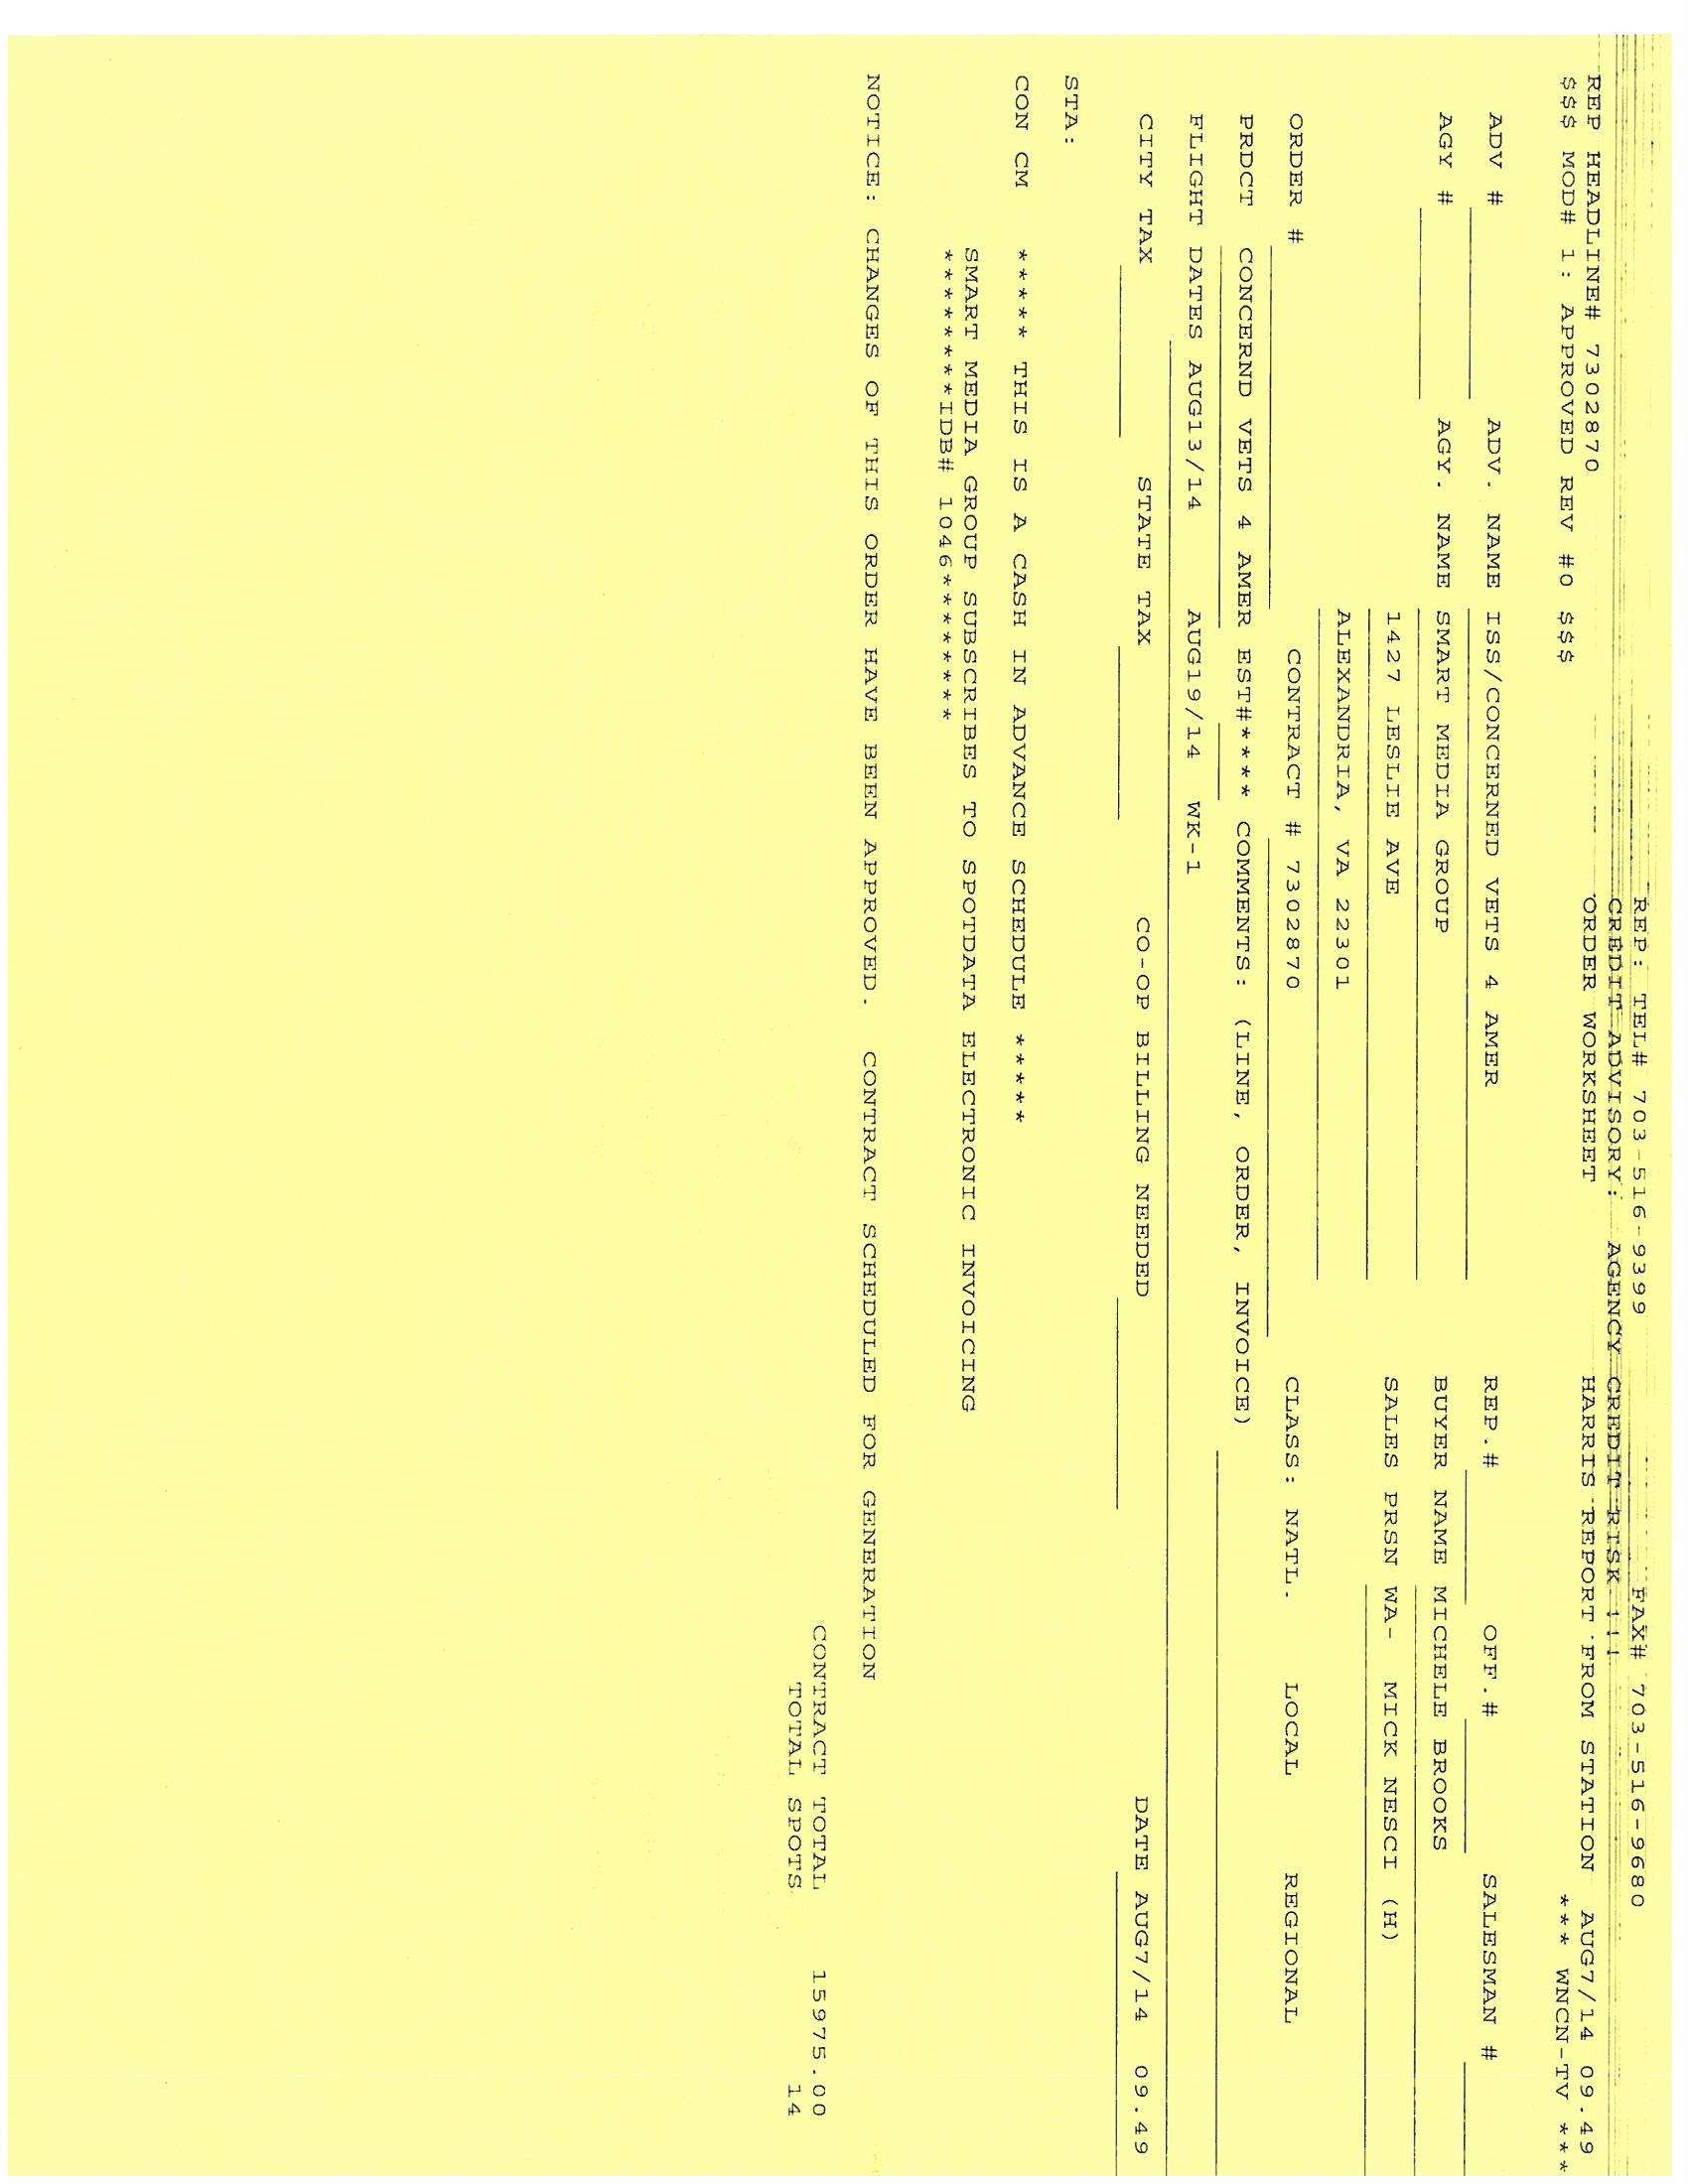 REP: TEL# 703-516-9399 FAX# 703-516-9680
CREDIT ADVISORY: AGENCY CREDIT RISK !!!
REP HEADLINE# 7302870 ORDER WORKSHEET HARRIS REPORT FROM STATION AUG7/14 09.49
$$$ MOD# 1: APPROVED REV #0 $$$ *** WNCN-TV ***
ADV # ADV. NAME ISS/CONCERNED VETS 4 AMER REP.# OFF.# SALESMAN #
AGY # AGY. NAME SMART MEDIA GROUP BUYER NAME MICHELE BROOKS
1427 LESLIE AVE SALES PRSN WA- MICK NESCI (H)
ALEXANDRIA, VA 22301
ORDER # CONTRACT # 7302870 CLASS: NATL. LOCAL REGIONAL
PRDCT CONCERND VETS 4 AMER EST#**** COMMENTS: (LINE, ORDER, INVOICE)
FLIGHT DATES AUG13/14 AUG19/14 WK-1
CITY TAX STATE TAX CO-OP BILLING NEEDED DATE AUG7/14 09.49
STA:
CON CM ***** THIS IS A CASH IN ADVANCE SCHEDULE *****
SMART MEDIA GROUP SUBSCRIBES TO SPOTDATA ELECTRONIC INVOICING
********IDB# 1046********
NOTICE: CHANGES OF THIS ORDER HAVE BEEN APPROVED. CONTRACT SCHEDULED FOR GENERATION
CONTRACT TOTAL 15975.00
TOTAL SPOTS 14